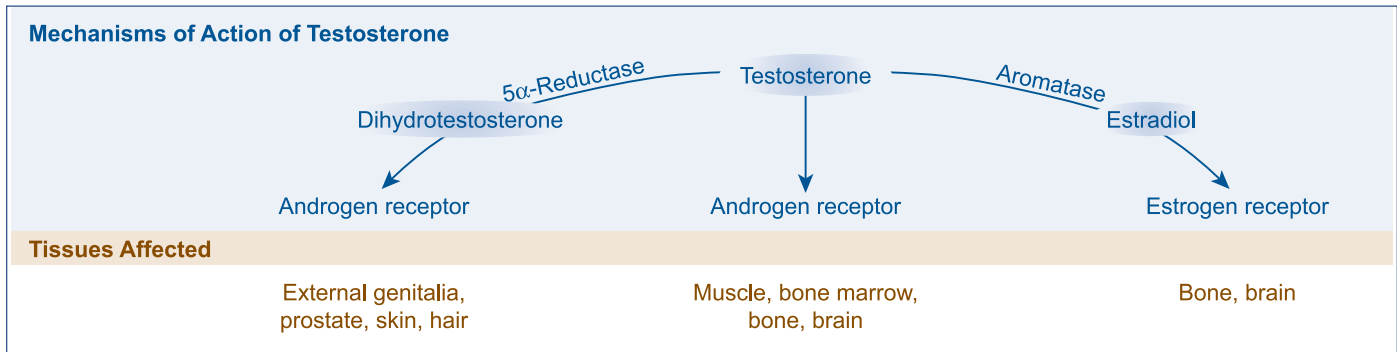 Mechanisms of Action of Testosterone
5α-Reductase
Testosterone
Aromatase
Dihydrotestosterone
Estradiol
Androgen receptor
Androgen receptor
Estrogen receptor
Tissues Affected
External genitalia,
prostate, skin, hair
Muscle, bone marrow,
bone, brain
Bone, brain